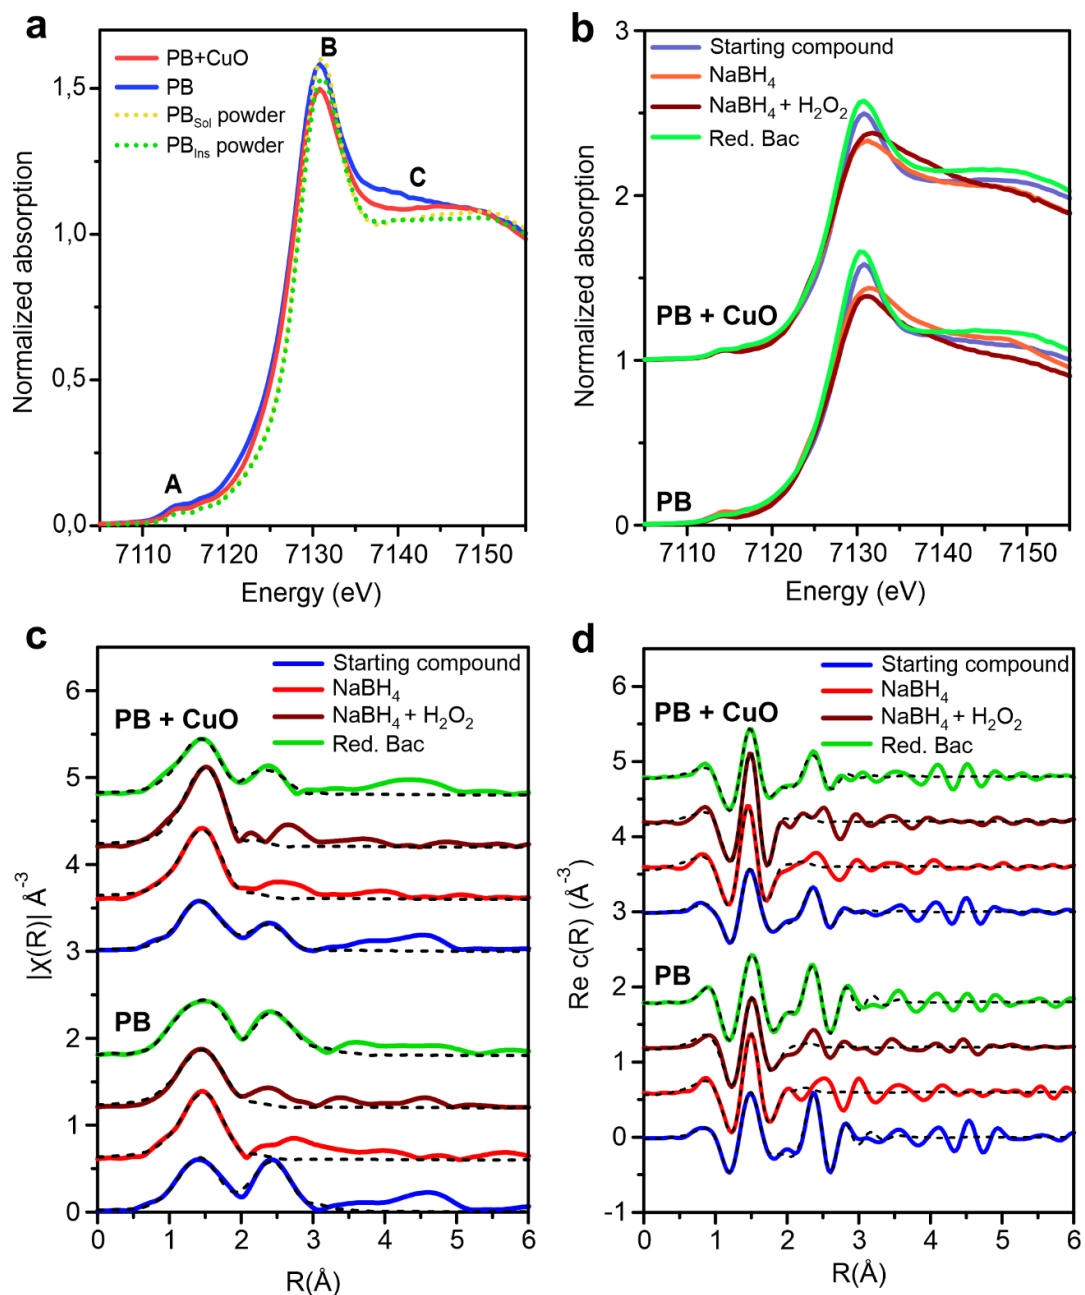 a
PB+CuO
PB
PB_Sol powder
PB_Ins powder
A
B
C
1,5
1,0
0,5
0,0
Normalized absorption
7110 7120 7130 7140 7150
Energy (eV)
b
Starting compound
NaBH₄
NaBH₄ + H₂O₂
Red. Bac
PB + CuO
PB
3
2
1
0
Normalized absorption
7110 7120 7130 7140 7150
Energy (eV)
c
Starting compound
NaBH₄
NaBH₄ + H₂O₂
Red. Bac
PB + CuO
PB
6
5
4
3
2
1
0
|χ(R)| Å⁻³
0 1 2 3 4 5 6
R(Å)
d
Starting compound
NaBH₄
NaBH₄ + H₂O₂
Red. Bac
PB + CuO
PB
6
5
4
3
2
1
0
-1
Re c(R) (Å⁻³)
0 1 2 3 4 5 6
R(Å)